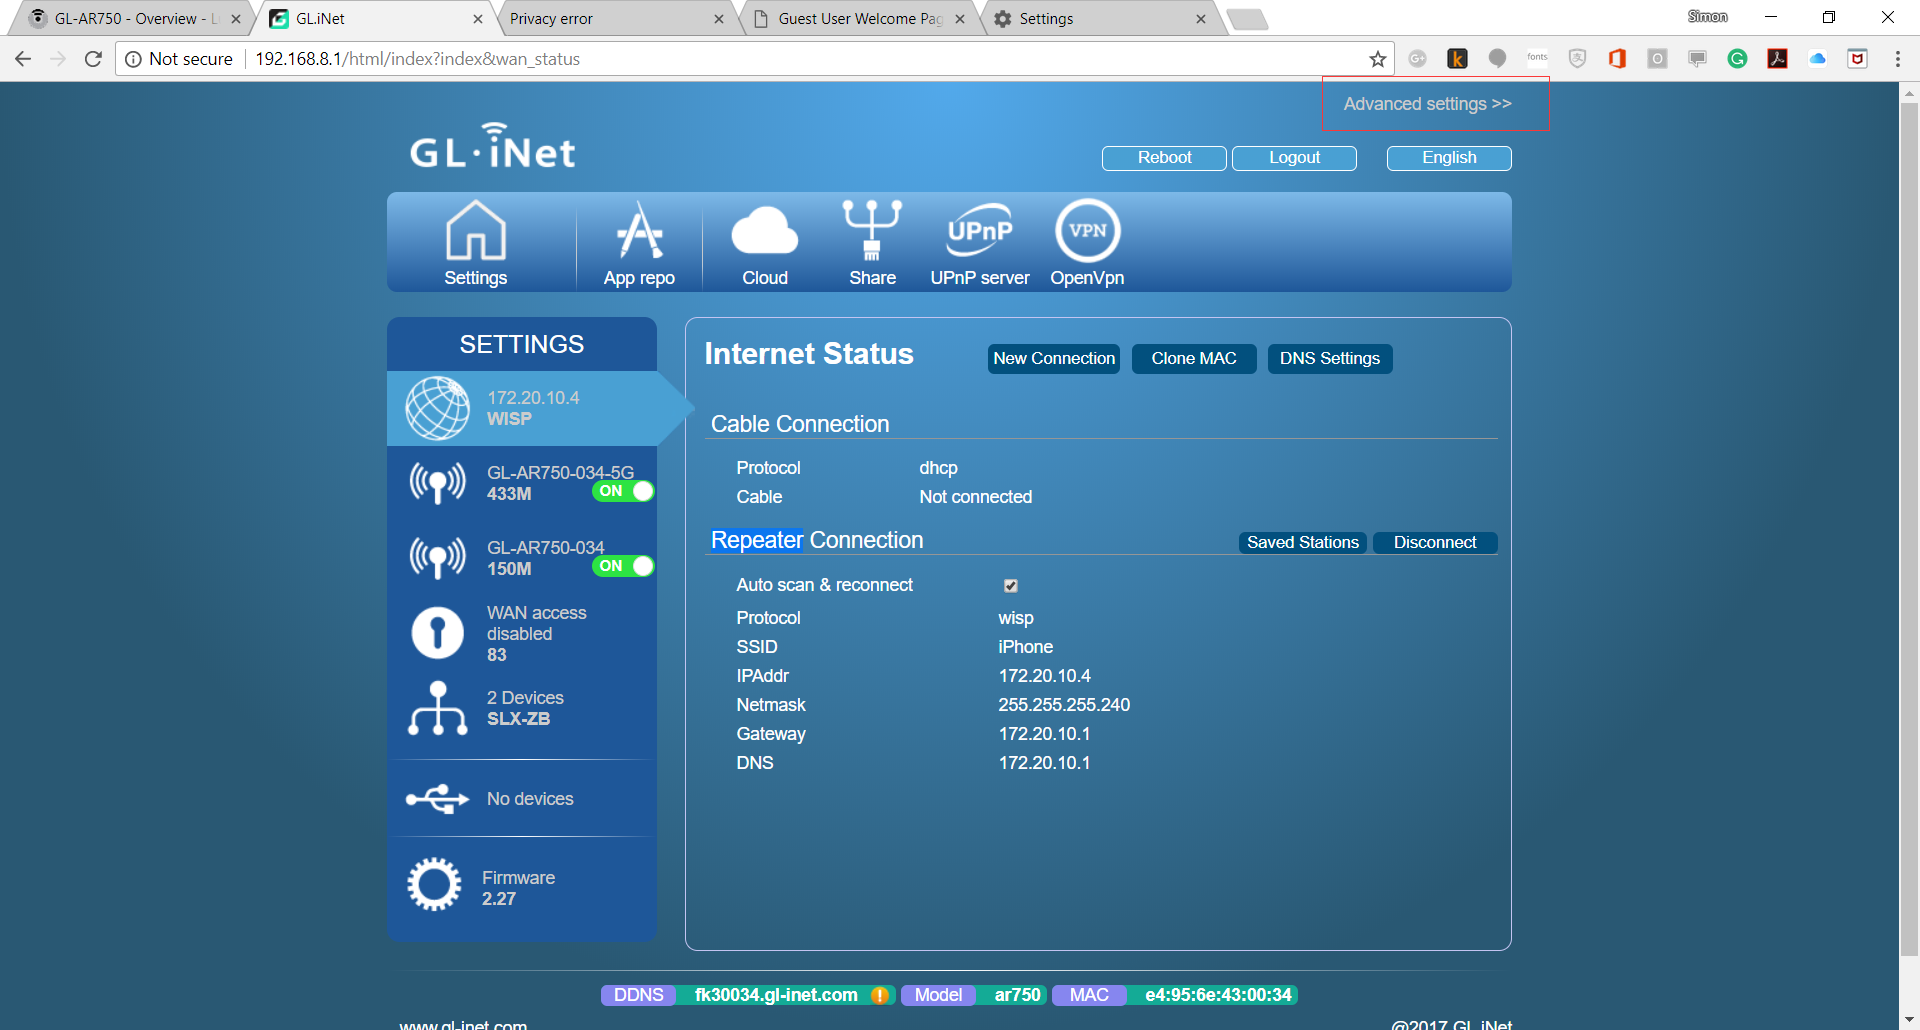 GL-AR750 - Overview - L
GL.iNet
Privacy error
Guest User Welcome Pag
Settings
Simon
Not secure
192.168.8.1/html/index?index&wan_status
fonts
Advanced settings >>
GL·iNet
Reboot
Logout
English
UPnP
VPN
Settings
App repo
Cloud
Share
UPnP server
OpenVpn
SETTINGS
172.20.10.4
WISP
GL-AR750-034-5G
433M
ON
GL-AR750-034
150M
ON
WAN access
disabled
83
2 Devices
SLX-ZB
No devices
Firmware
2.27
Internet Status
New Connection
Clone MAC
DNS Settings
Cable Connection
Protocol dhcp
Cable Not connected
Repeater Connection
Saved Stations
Disconnect
Auto scan & reconnect
Protocol wisp
SSID iPhone
IPAddr 172.20.10.4
Netmask 255.255.255.240
Gateway 172.20.10.1
DNS 172.20.10.1
DDNS fk30034.gl-inet.com Model ar750 MAC e4:95:6e:43:00:34
www.gl-inet.com
@2017 GL.iNet